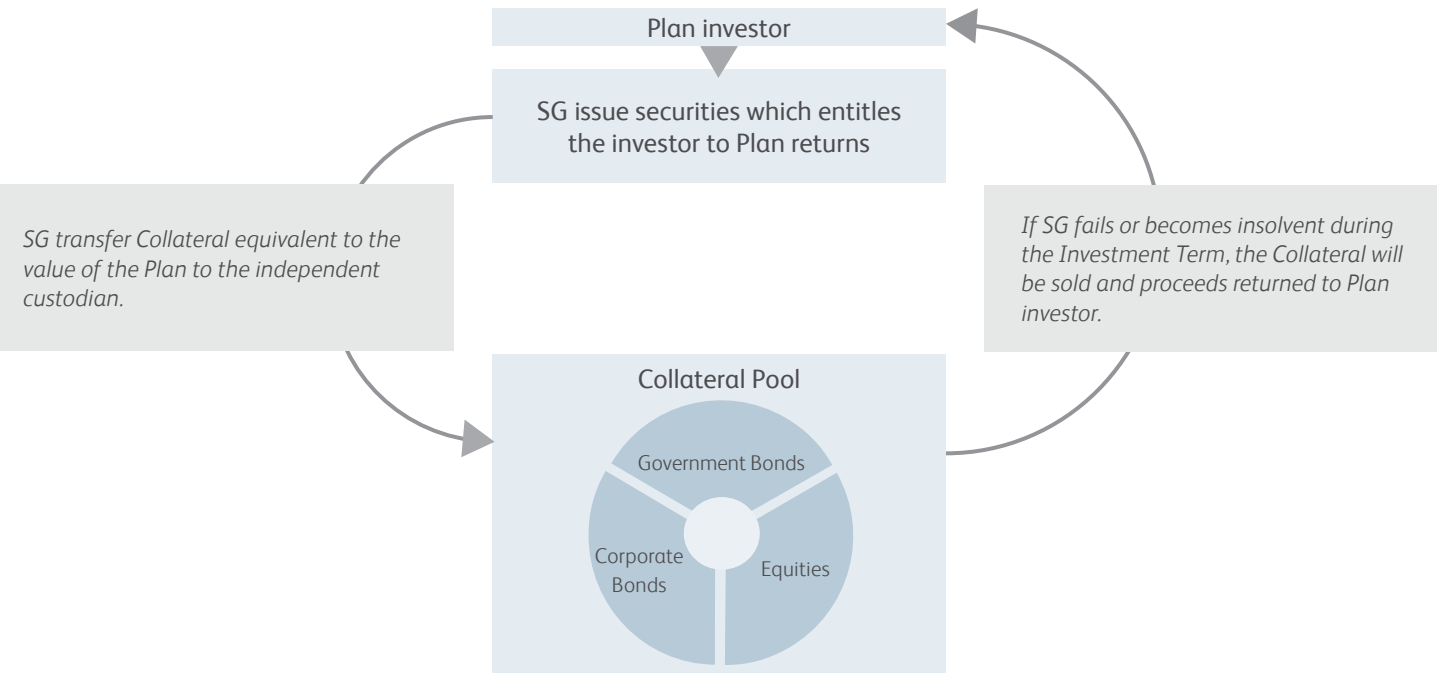 Plan investor
SG issue securities which entitles
the investor to Plan returns
SG transfer Collateral equivalent to the
value of the Plan to the independent
custodian.
If SG fails or becomes insolvent during
the Investment Term, the Collateral will
be sold and proceeds returned to Plan
investor.
Collateral Pool
Government Bonds
Corporate
Bonds
Equities